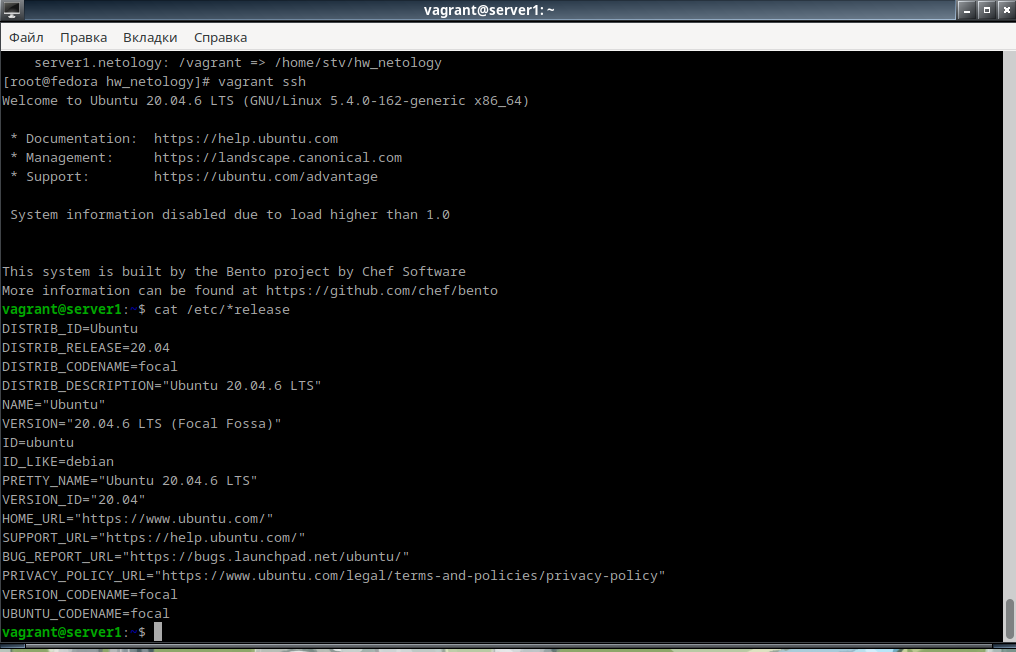 vagrant@server1: ~
Файл Правка Вкладки Справка
    server1.netology: /vagrant => /home/stv/hw_netology
[root@fedora hw_netology]# vagrant ssh
Welcome to Ubuntu 20.04.6 LTS (GNU/Linux 5.4.0-162-generic x86_64)
 * Documentation:  https://help.ubuntu.com
 * Management:     https://landscape.canonical.com
 * Support:        https://ubuntu.com/advantage
 System information disabled due to load higher than 1.0
This system is built by the Bento project by Chef Software
More information can be found at https://github.com/chef/bento
vagrant@server1:~$ cat /etc/*release
DISTRIB_ID=Ubuntu
DISTRIB_RELEASE=20.04
DISTRIB_CODENAME=focal
DISTRIB_DESCRIPTION="Ubuntu 20.04.6 LTS"
NAME="Ubuntu"
VERSION="20.04.6 LTS (Focal Fossa)"
ID=ubuntu
ID_LIKE=debian
PRETTY_NAME="Ubuntu 20.04.6 LTS"
VERSION_ID="20.04"
HOME_URL="https://www.ubuntu.com/"
SUPPORT_URL="https://help.ubuntu.com/"
BUG_REPORT_URL="https://bugs.launchpad.net/ubuntu/"
PRIVACY_POLICY_URL="https://www.ubuntu.com/legal/terms-and-policies/privacy-policy"
VERSION_CODENAME=focal
UBUNTU_CODENAME=focal
vagrant@server1:~$